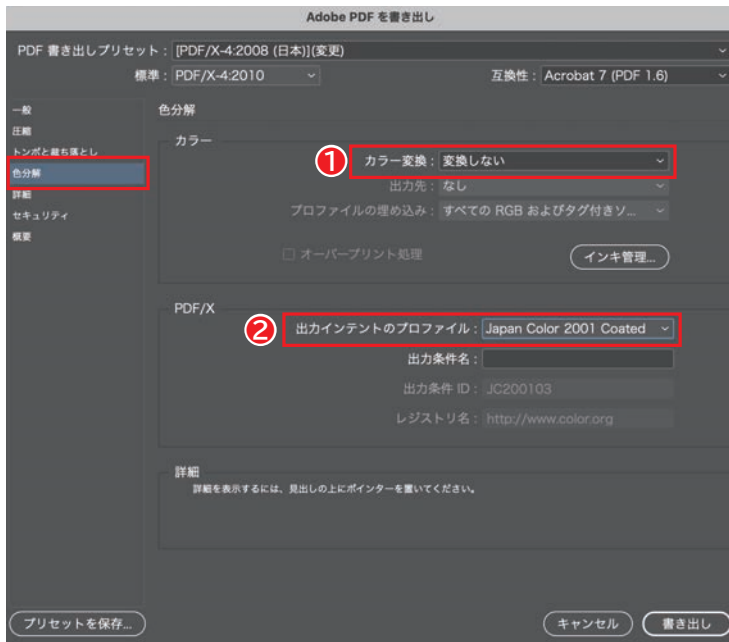 Adobe PDF を書き出し
PDF 書き出しプリセット： [PDF/X-4:2008 (日本)](変更)
標準： PDF/X-4:2010 互換性： Acrobat 7 (PDF 1.6)
一般
圧縮
トンボと裁ち落とし
色分解
詳細
セキュリティ
概要
色分解
カラー
❶ カラー変換： 変換しない
出力先： なし
プロファイルの埋め込み： すべての RGB およびタグ付きソ...
オーバープリント処理 インキ管理...
PDF/X
❷ 出力インテントのプロファイル： Japan Color 2001 Coated
出力条件名：
出力条件 ID： JC200103
レジストリ名： http://www.color.org
詳細
詳細を表示するには、見出しの上にポインターを置いてください。
プリセットを保存... キャンセル 書き出し